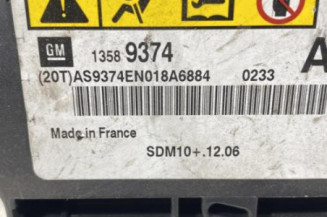 GM 1358 9374 A
(20T)AS9374EN018A6884 0233
Made in France
SDM10+.12.06